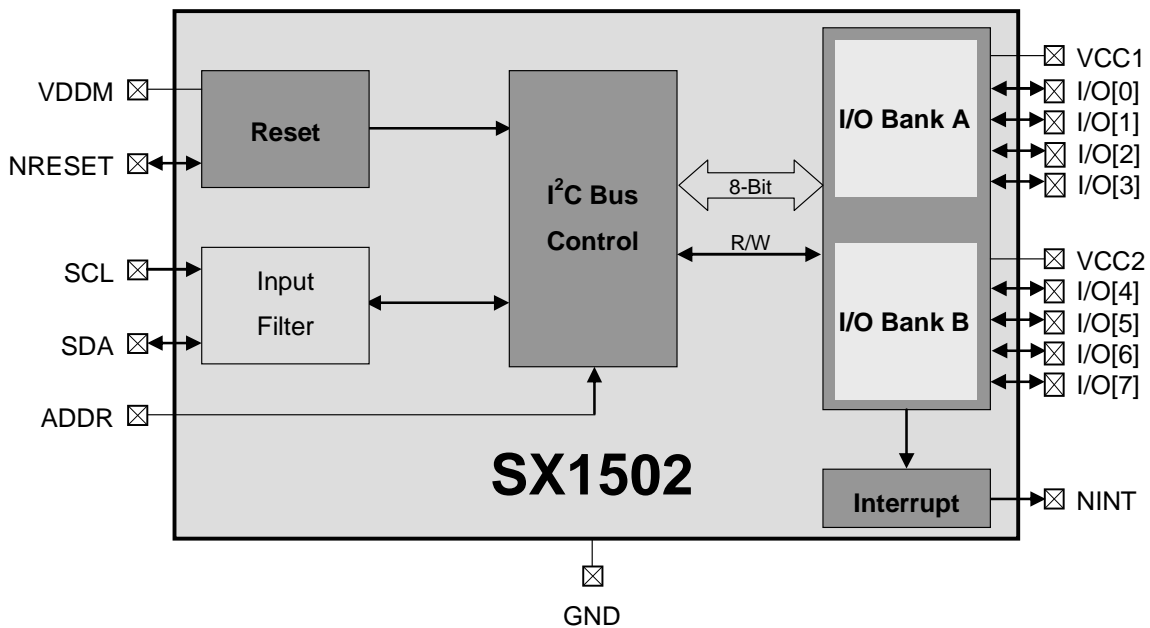 VDDM
NRESET
SCL
SDA
ADDR
Reset
Input
Filter
I²C Bus
Control
8-Bit
R/W
I/O Bank A
I/O Bank B
VCC1
I/O[0]
I/O[1]
I/O[2]
I/O[3]
VCC2
I/O[4]
I/O[5]
I/O[6]
I/O[7]
SX1502
Interrupt
NINT
GND